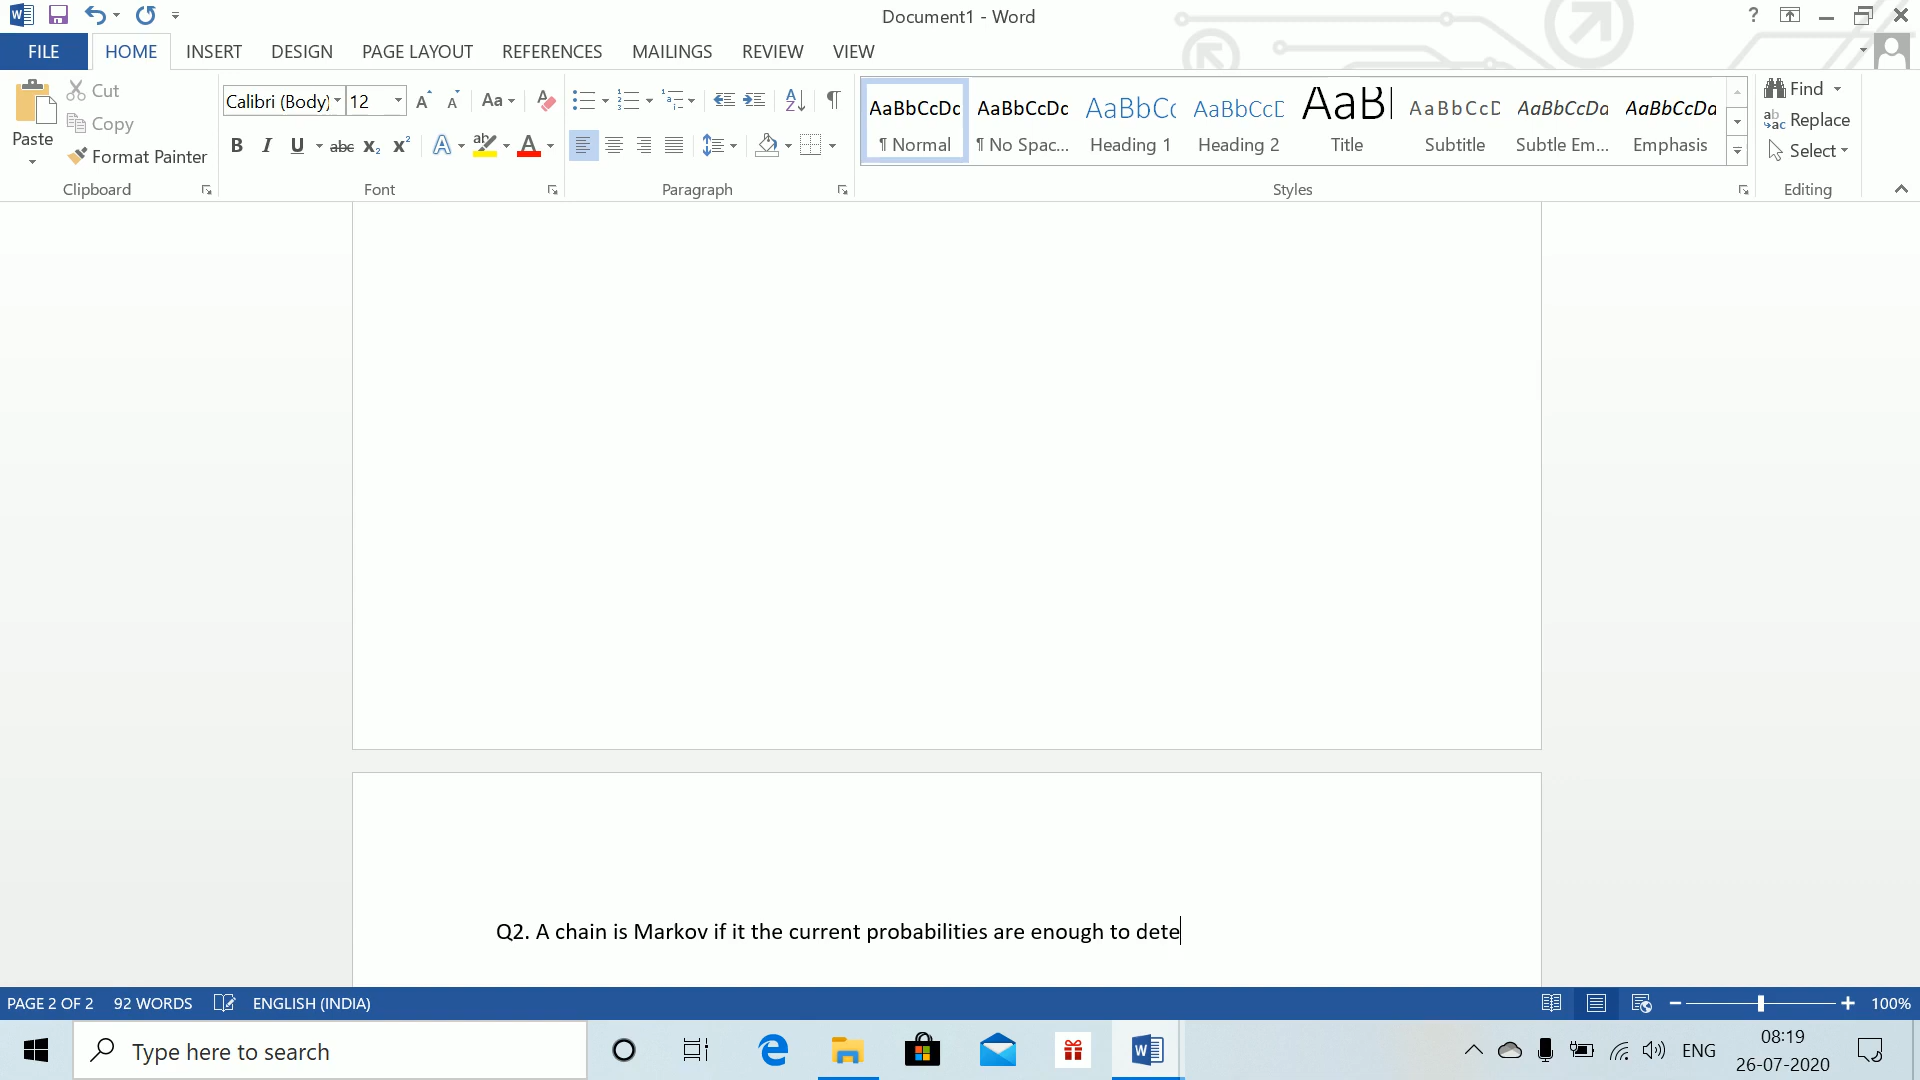 Document1 - Word
?
FILE HOME INSERT DESIGN PAGE LAYOUT REFERENCES MAILINGS REVIEW VIEW
Paste
Cut
Copy
Format Painter
Clipboard
Calibri (Body) 12
Font
Paragraph
AaBbCcDc AaBbCcDc AaBbCc AaBbCcD AaBl AaBbCcD AaBbCcDa AaBbCcDa
¶ Normal ¶ No Spac... Heading 1 Heading 2 Title Subtitle Subtle Em... Emphasis
Styles
Find
Replace
Select
Editing
Q2. A chain is Markov if it the current probabilities are enough to dete
PAGE 2 OF 2 92 WORDS ENGLISH (INDIA) 100%
Type here to search
ENG
08:19
26-07-2020